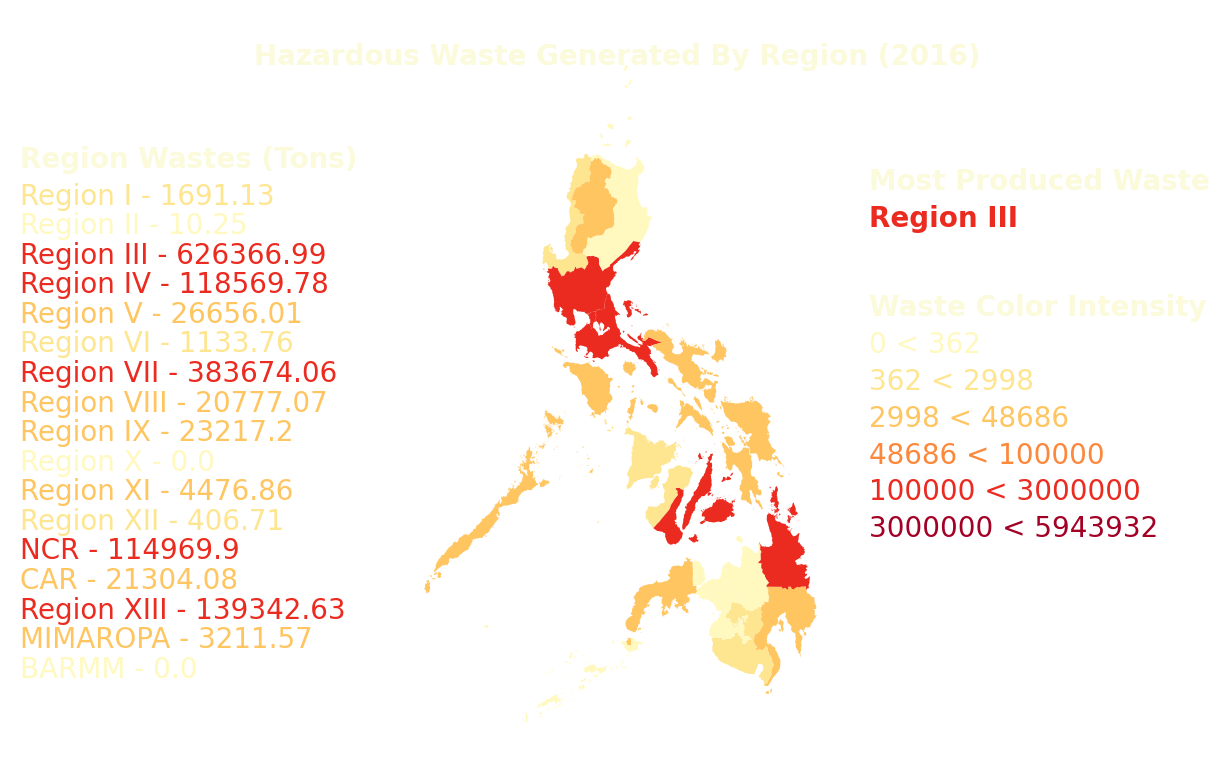 Hazardous Waste Generated By Region (2016)
Region Wastes (Tons)
Region I - 1691.13
Region II - 10.25
Region III - 626366.99
Region IV - 118569.78
Region V - 26656.01
Region VI - 1133.76
Region VII - 383674.06
Region VIII - 20777.07
Region IX - 23217.2
Region X - 0.0
Region XI - 4476.86
Region XII - 406.71
NCR - 114969.9
CAR - 21304.08
Region XIII - 139342.63
MIMAROPA - 3211.57
BARMM - 0.0
Most Produced Waste
Region III
Waste Color Intensity
0 < 362
362 < 2998
2998 < 48686
48686 < 100000
100000 < 3000000
3000000 < 5943932